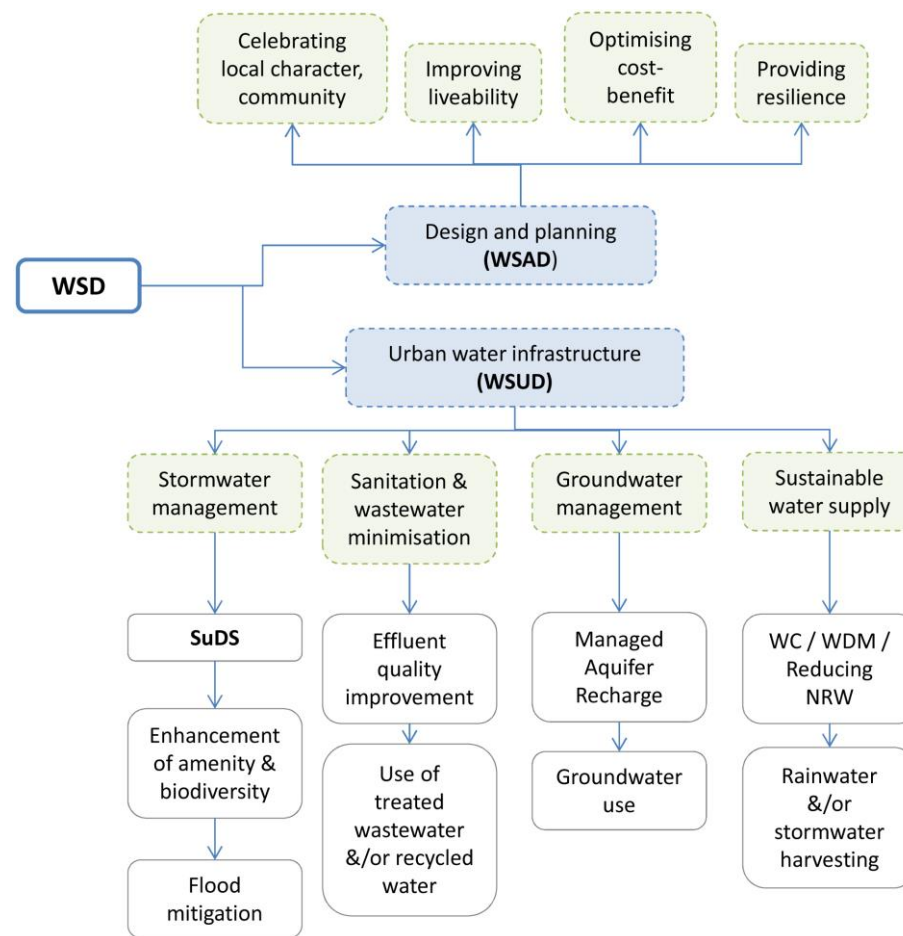 Celebrating
local character,
community
Improving
liveability
Optimising
cost-
benefit
Providing
resilience
Design and planning
(WSAD)
WSD
Urban water infrastructure
(WSUD)
Stormwater
management
Sanitation &
wastewater
minimisation
Groundwater
management
Sustainable
water supply
SuDS
Effluent
quality
improvement
Managed
Aquifer
Recharge
WC / WDM /
Reducing
NRW
Enhancement
of amenity &
biodiversity
Use of
treated
wastewater
&/or recycled
water
Groundwater
use
Rainwater
&/or
stormwater
harvesting
Flood
mitigation